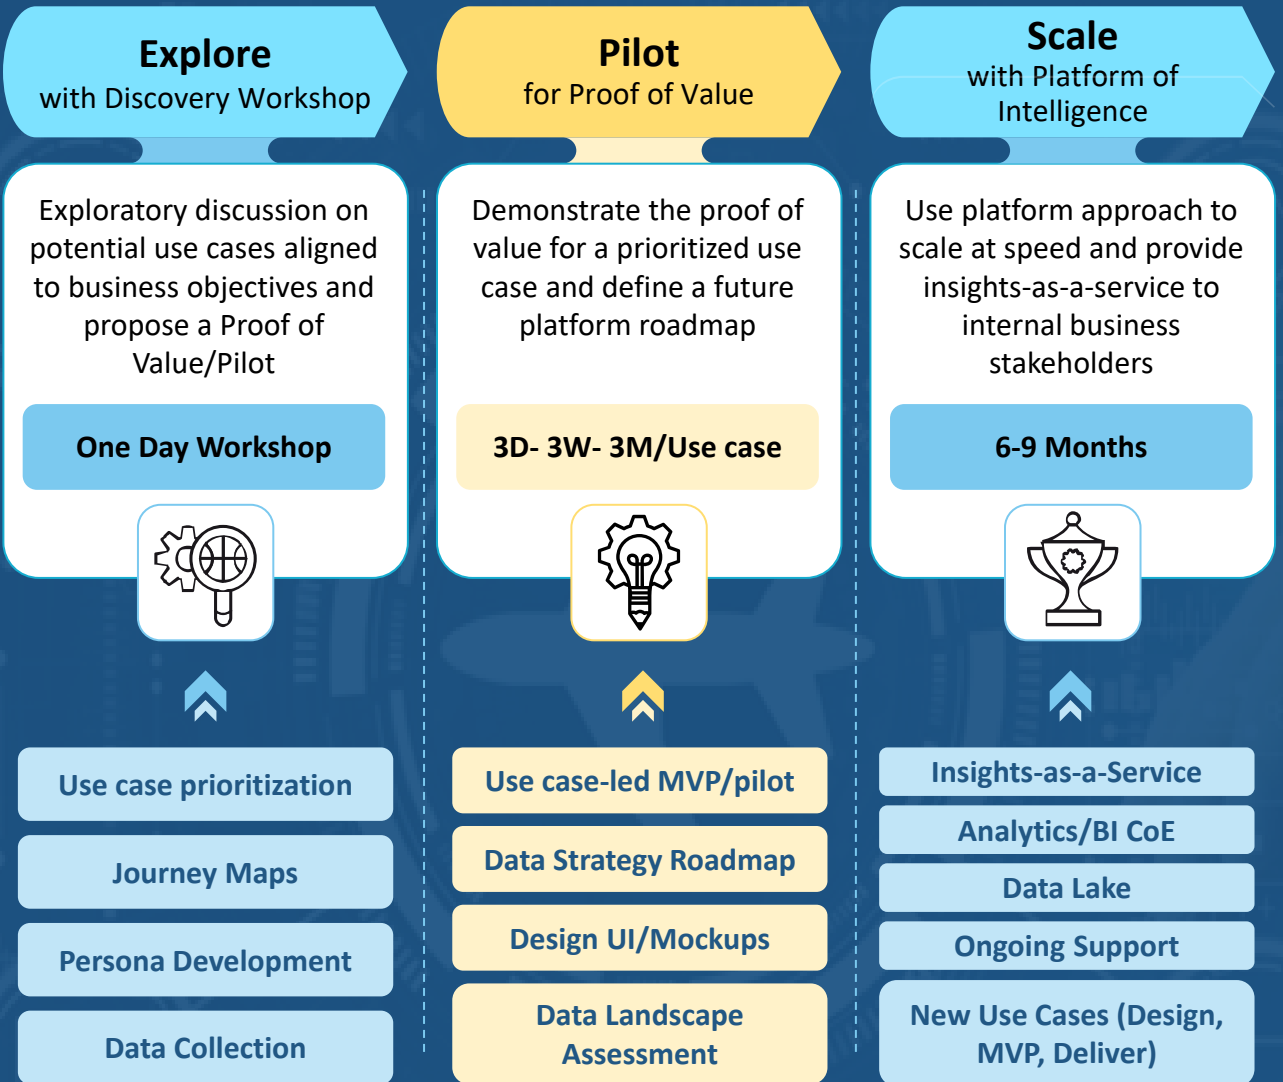 Explore
with Discovery Workshop
Exploratory discussion on
potential use cases aligned
to business objectives and
propose a Proof of
Value/Pilot
One Day Workshop
Use case prioritization
Journey Maps
Persona Development
Data Collection
Pilot
for Proof of Value
Demonstrate the proof of
value for a prioritized use
case and define a future
platform roadmap
3D- 3W- 3M/Use case
Use case-led MVP/pilot
Data Strategy Roadmap
Design UI/Mockups
Data Landscape
Assessment
Scale
with Platform of
Intelligence
Use platform approach to
scale at speed and provide
insights-as-a-service to
internal business
stakeholders
6-9 Months
Insights-as-a-Service
Analytics/BI CoE
Data Lake
Ongoing Support
New Use Cases (Design,
MVP, Deliver)